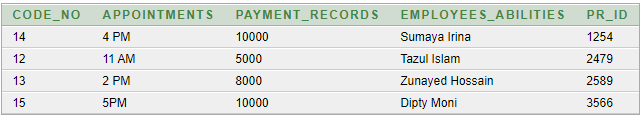 CODE_NO APPOINTMENTS PAYMENT_RECORDS EMPLOYEES_ABILITIES PR_ID
14 4 PM 10000 Sumaya Irina 1254
12 11 AM 5000 Tazul Islam 2479
13 2 PM 8000 Zunayed Hossain 2589
15 5PM 10000 Dipty Moni 3566